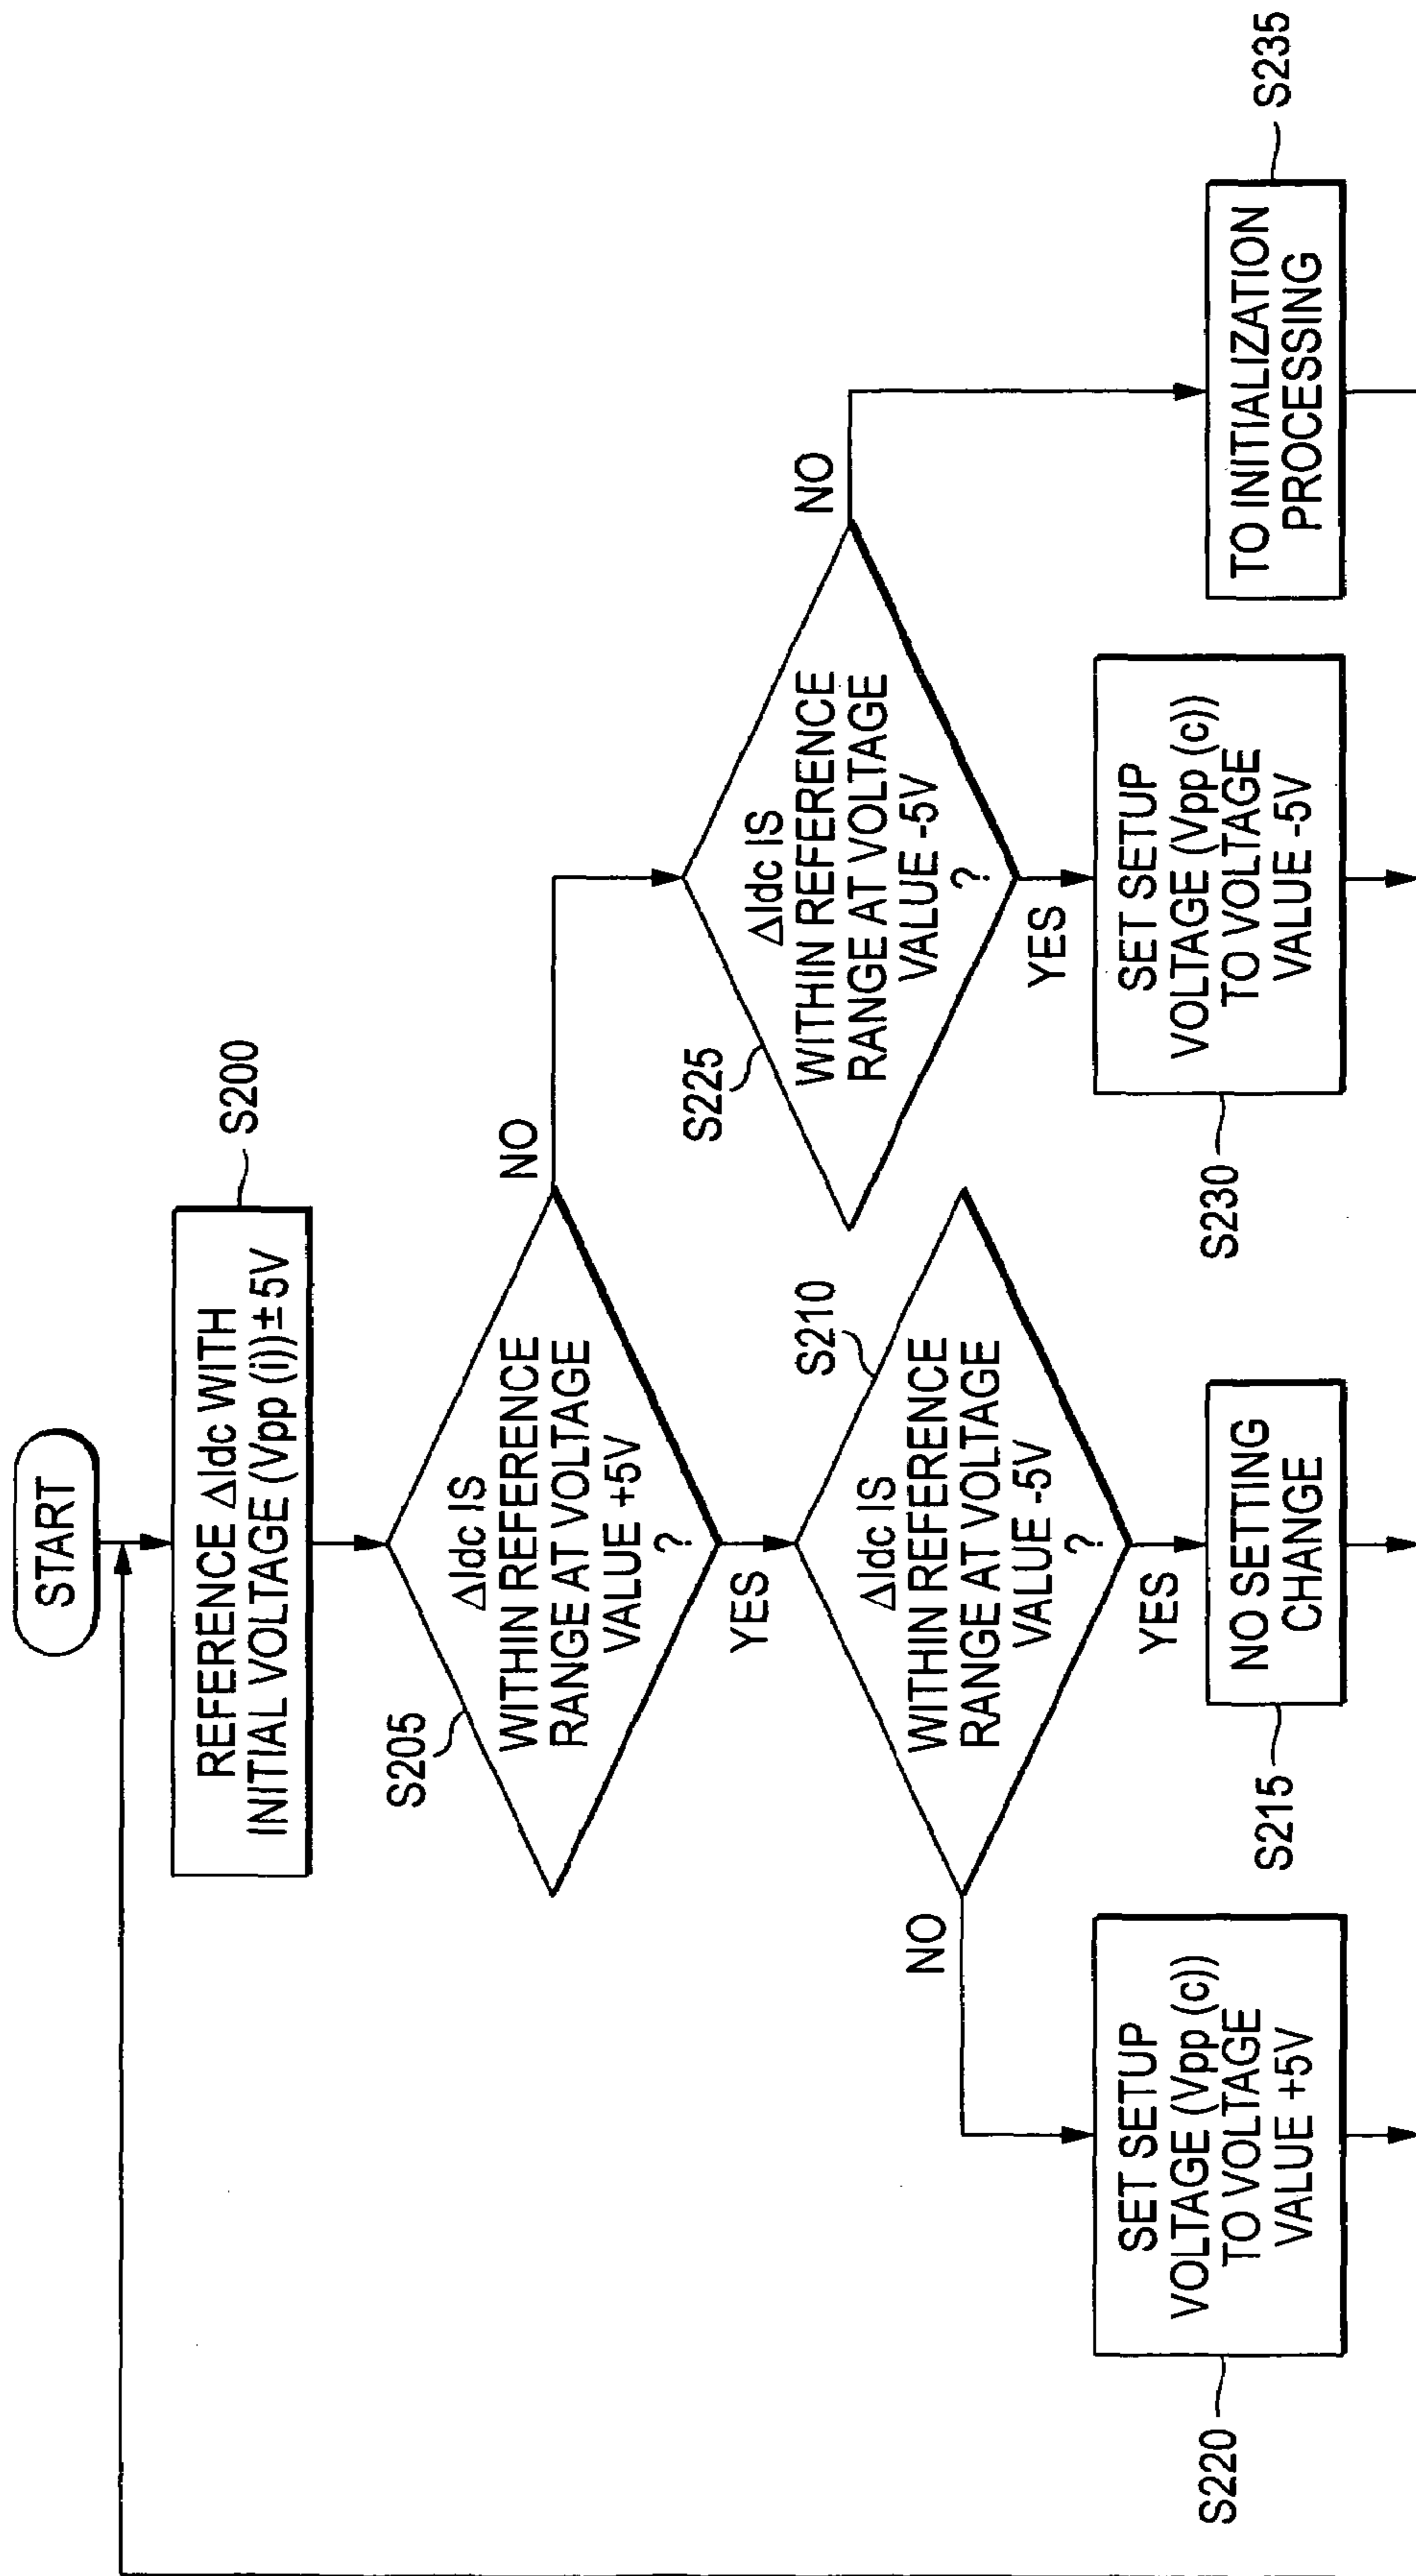 START
REFERENCE ΔIdc WITH
INITIAL VOLTAGE (Vpp (i))±5V
S200
S205
ΔIdc IS
WITHIN REFERENCE
RANGE AT VOLTAGE
VALUE +5V
?
NO
YES
S210
ΔIdc IS
WITHIN REFERENCE
RANGE AT VOLTAGE
VALUE -5V
?
NO
YES
S225
ΔIdc IS
WITHIN REFERENCE
RANGE AT VOLTAGE
VALUE -5V
?
NO
YES
SET SETUP
VOLTAGE (Vpp (c))
TO VOLTAGE
VALUE +5V
S220
NO SETTING
CHANGE
S215
SET SETUP
VOLTAGE (Vpp (c))
TO VOLTAGE
VALUE -5V
S230
TO INITIALIZATION
PROCESSING
S235